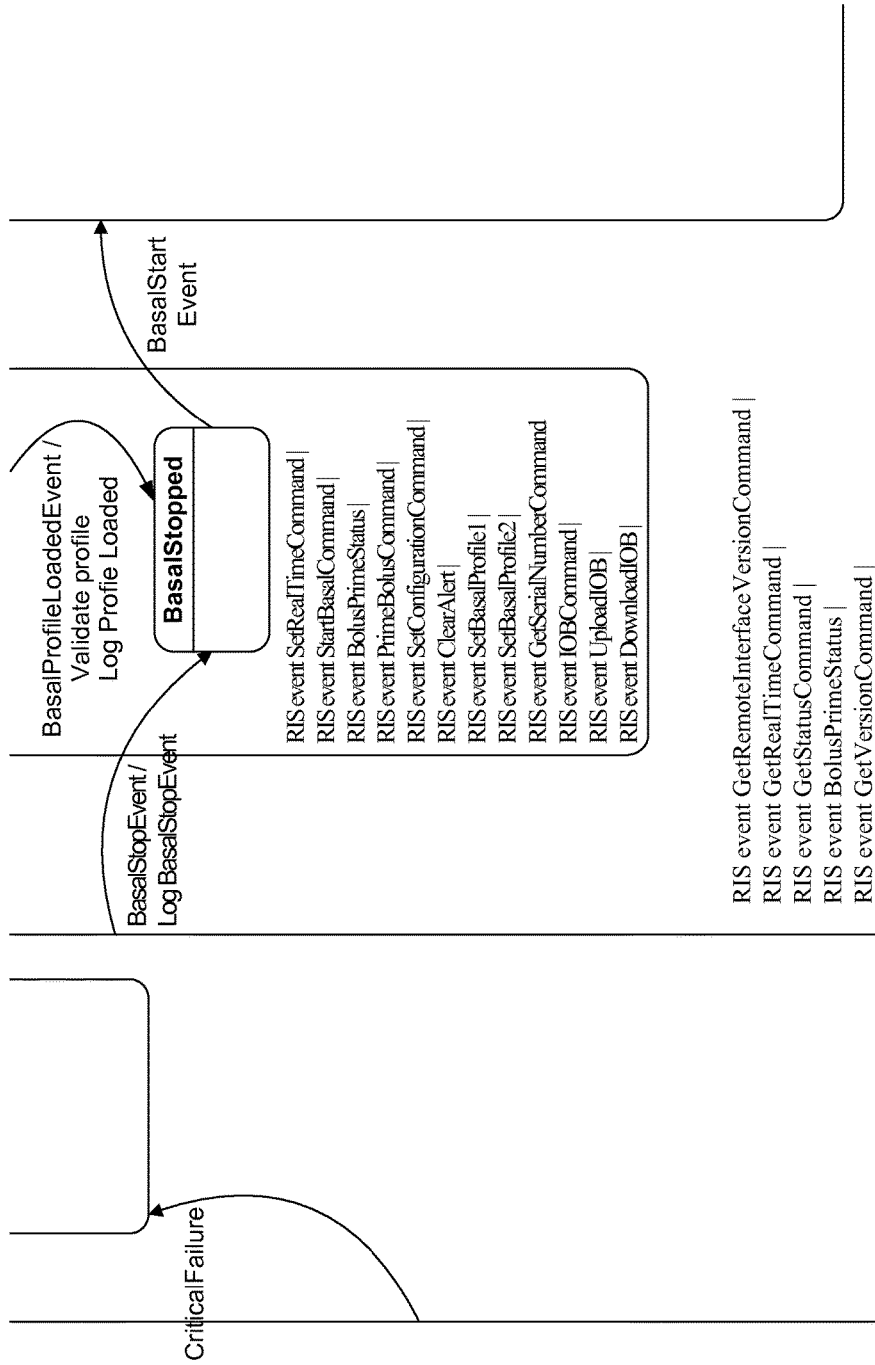 BasalStart
Event
BasalProfileLoadedEvent /
Validate profile
Log Profie Loaded
BasalStopped
BasalStopEvent /
Log BasalStopEvent
RIS event SetRealTimeCommand |
RIS event StartBasalCommand |
RIS event BolusPrimeStatus |
RIS event PrimeBolusCommand |
RIS event SetConfigurationCommand |
RIS event ClearAlert |
RIS event SetBasalProfile1 |
RIS event SetBasalProfile2 |
RIS event GetSerialNumberCommand
RIS event IOBCommand |
RIS event UploadIOB |
RIS event DownloadIOB |
RIS event GetRemoteInterfaceVersionCommand |
RIS event GetRealTimeCommand |
RIS event GetStatusCommand |
RIS event BolusPrimeStatus |
RIS event GetVersionCommand |
CriticalFailure